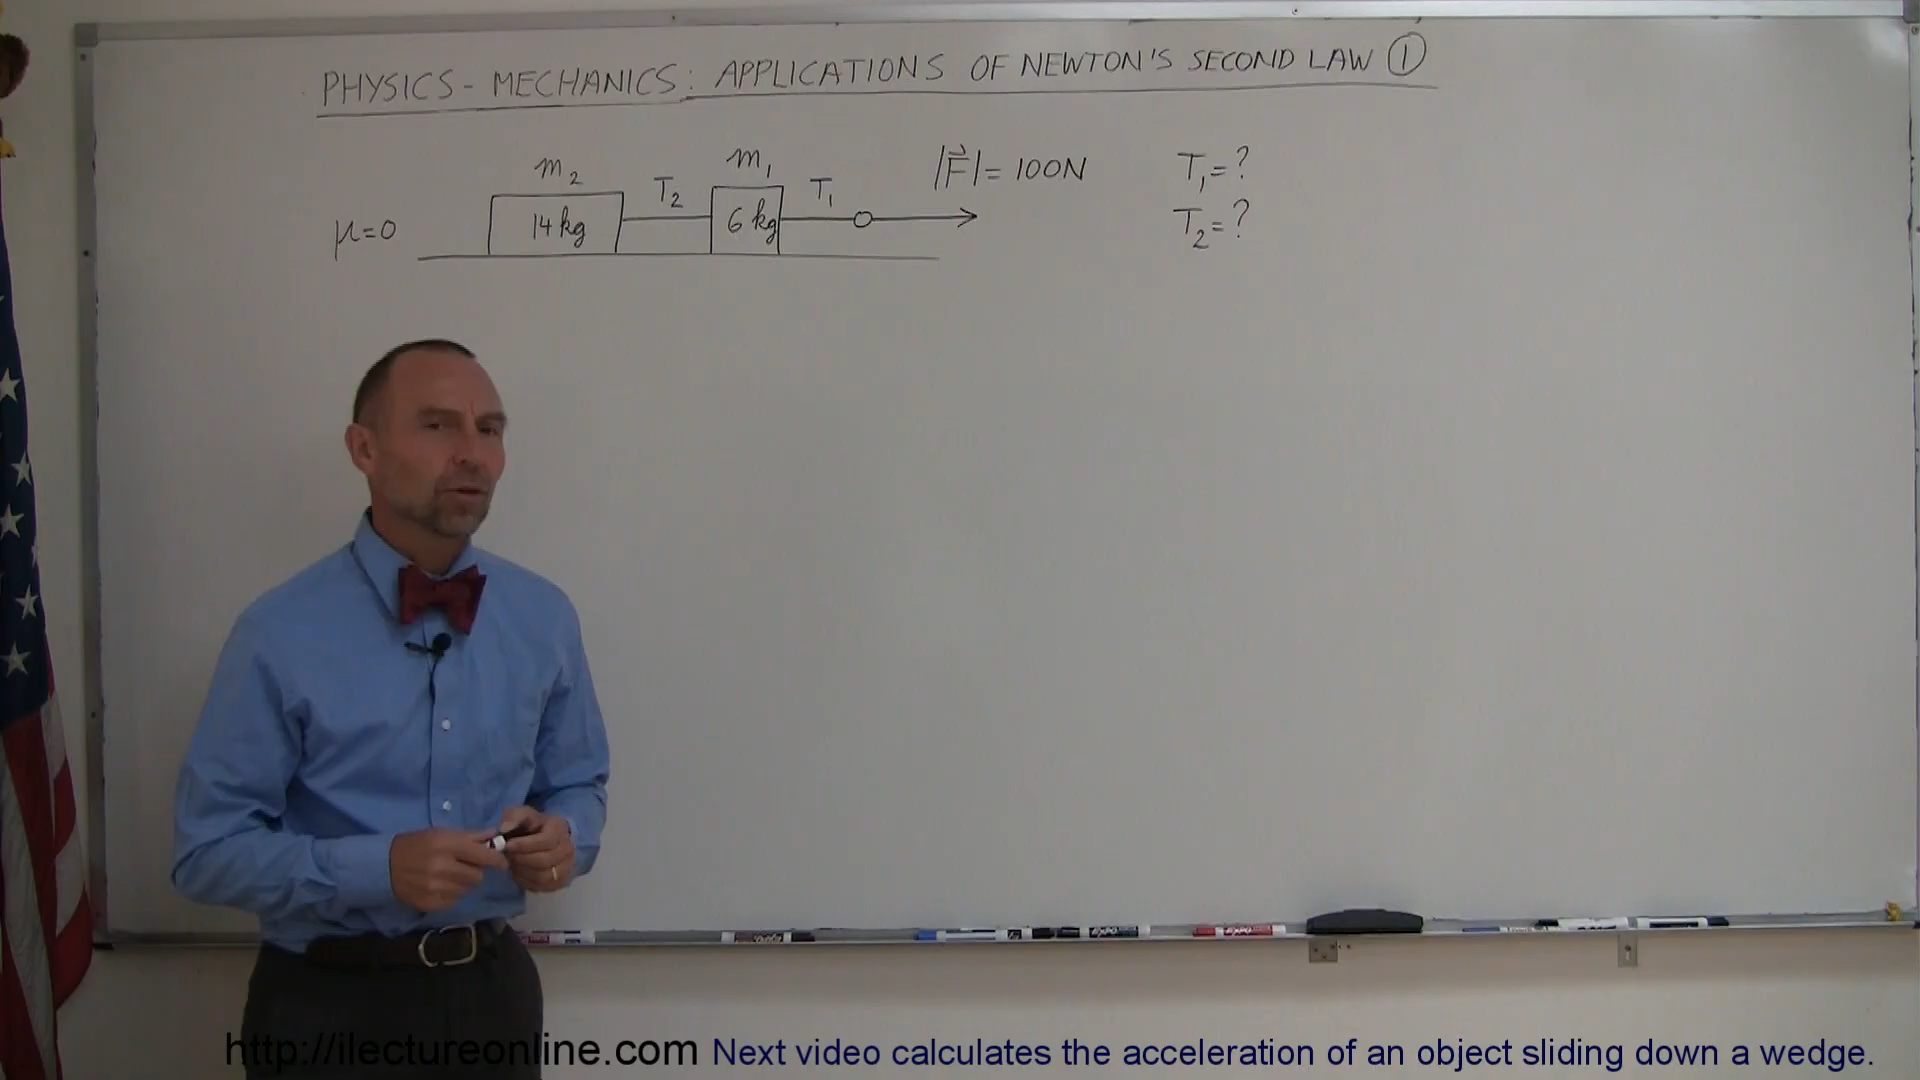 PHYSICS - MECHANICS: APPLICATIONS OF NEWTON'S SECOND LAW ①
m₂ m₁ |F⃗| = 100N T₁ = ?
T₂ T₁
μ=0 14 kg 6 kg T₂ = ?
EXPO
http://ilectureonline.com Next video calculates the acceleration of an object sliding down a wedge.